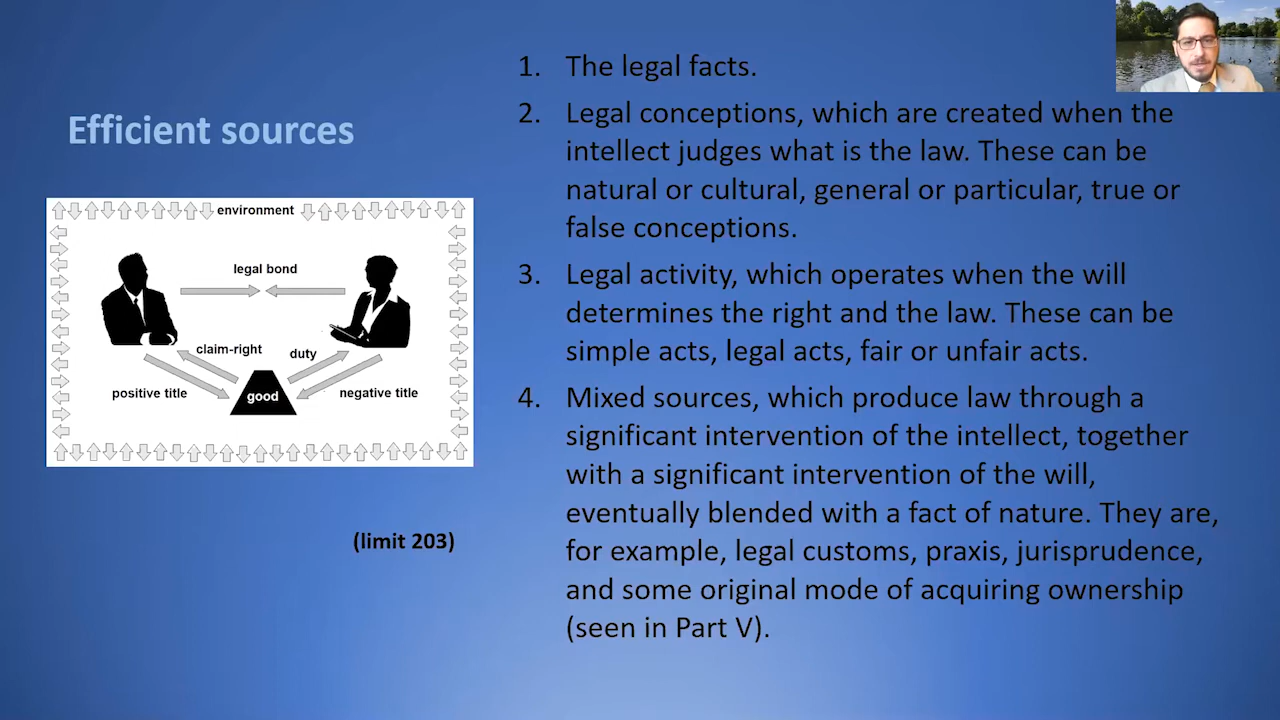 Efficient sources
environment
legal bond
claim-right
duty
positive title
good
negative title
(limit 203)
1. The legal facts.
2. Legal conceptions, which are created when the
intellect judges what is the law. These can be
natural or cultural, general or particular, true or
false conceptions.
3. Legal activity, which operates when the will
determines the right and the law. These can be
simple acts, legal acts, fair or unfair acts.
4. Mixed sources, which produce law through a
significant intervention of the intellect, together
with a significant intervention of the will,
eventually blended with a fact of nature. They are,
for example, legal customs, praxis, jurisprudence,
and some original mode of acquiring ownership
(seen in Part V).